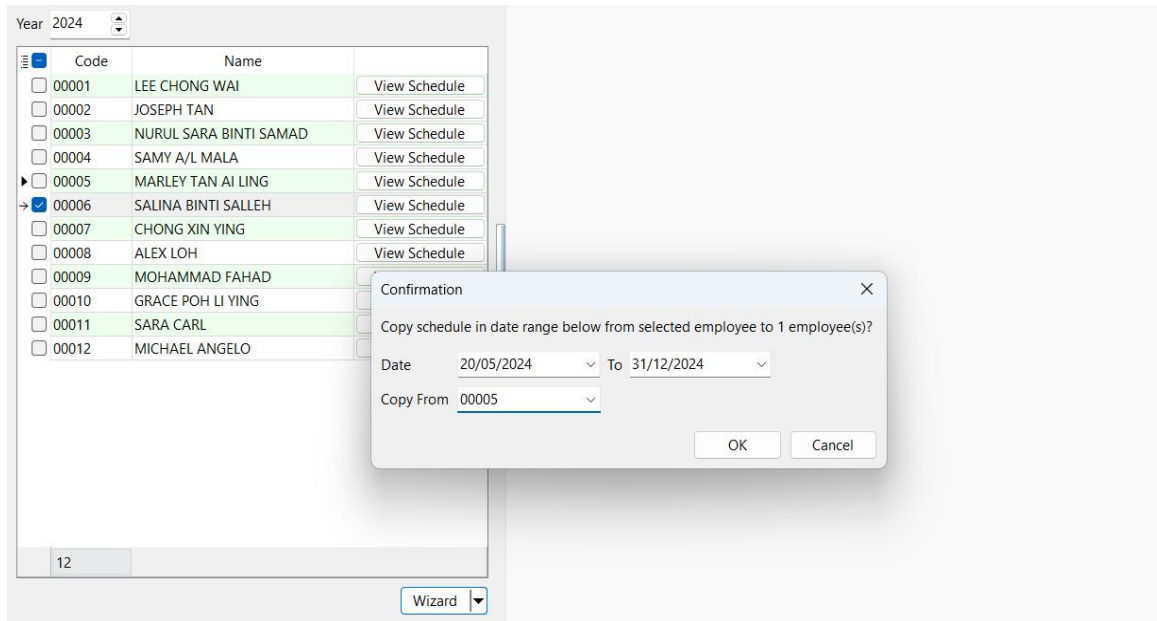 Year 2024
Code Name
00001 LEE CHONG WAI View Schedule
00002 JOSEPH TAN View Schedule
00003 NURUL SARA BINTI SAMAD View Schedule
00004 SAMY A/L MALA View Schedule
00005 MARLEY TAN AI LING View Schedule
00006 SALINA BINTI SALLEH View Schedule
00007 CHONG XIN YING View Schedule
00008 ALEX LOH View Schedule
00009 MOHAMMAD FAHAD
00010 GRACE POH LI YING
00011 SARA CARL
00012 MICHAEL ANGELO
12
Wizard
Confirmation
Copy schedule in date range below from selected employee to 1 employee(s)?
Date 20/05/2024 To 31/12/2024
Copy From 00005
OK Cancel